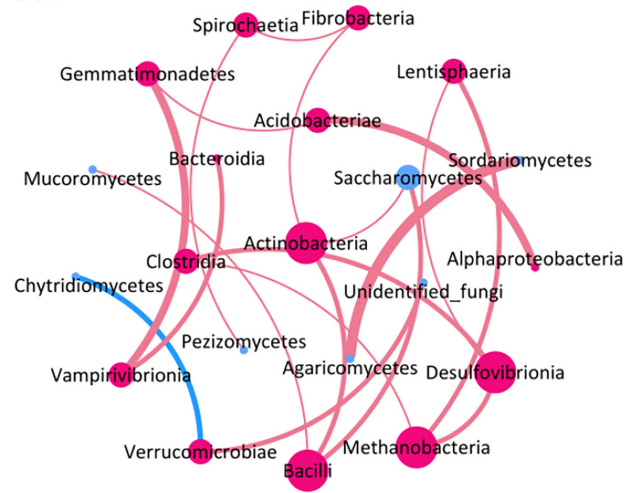 Spirochaetia
Fibrobacteria
Gemmatimonadetes
Lentisphaeria
Acidobacteriae
Bacteroidia
Sordariomycetes
Mucoromycetes
Saccharomycetes
Actinobacteria
Clostridia
Alphaproteobacteria
Chytridiomycetes
Unidentified_fungi
Pezizomycetes
Agaricomycetes
Vampirivibrionia
Desulfovibrionia
Verrucomicrobiae
Methanobacteria
Bacilli